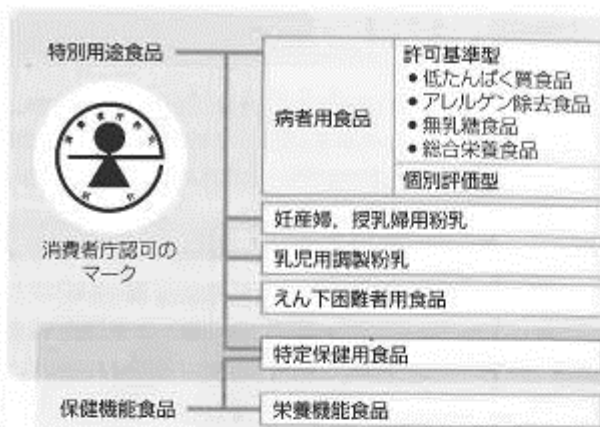 特別用途食品
消費者庁認可の
マーク
病者用食品
許可基準型
● 低たんぱく質食品
● アレルゲン除去食品
● 無乳糖食品
● 総合栄養食品
個別評価型
妊産婦，授乳婦用粉乳
乳児用調製粉乳
えん下困難者用食品
特定保健用食品
保健機能食品
栄養機能食品